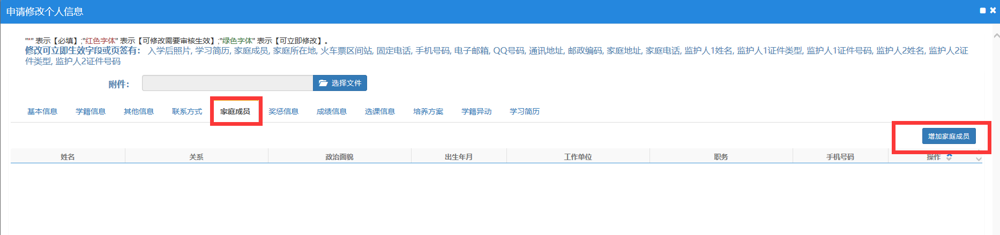 申请修改个人信息
"*" 表示【必填】;"红色字体" 表示【可修改需要审核生效】;"绿色字体" 表示【可立即修改】。
修改可立即生效字段或页签有： 入学后照片, 学习简历, 家庭成员, 家庭所在地, 火车票区间站, 固定电话, 手机号码, 电子邮箱, QQ号码, 通讯地址, 邮政编码, 家庭地址, 家庭电话, 监护人1姓名, 监护人1证件类型, 监护人1证件号码, 监护人2姓名, 监护人2证
件类型, 监护人2证件号码
附件： 选择文件
基本信息 学籍信息 其他信息 联系方式 家庭成员 奖惩信息 成绩信息 选课信息 培养方案 学籍异动 学习简历
增加家庭成员
姓名 关系 政治面貌 出生年月 工作单位 职务 手机号码 操作